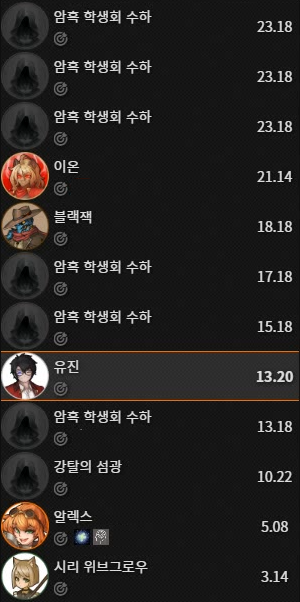 암흑 학생회 수하
23.18
암흑 학생회 수하
23.18
암흑 학생회 수하
23.18
이온
21.14
블랙잭
18.18
암흑 학생회 수하
17.18
암흑 학생회 수하
15.18
유진
13.20
암흑 학생회 수하
13.18
강탈의 섬광
10.22
알렉스
5.08
시리 위브그로우
3.14